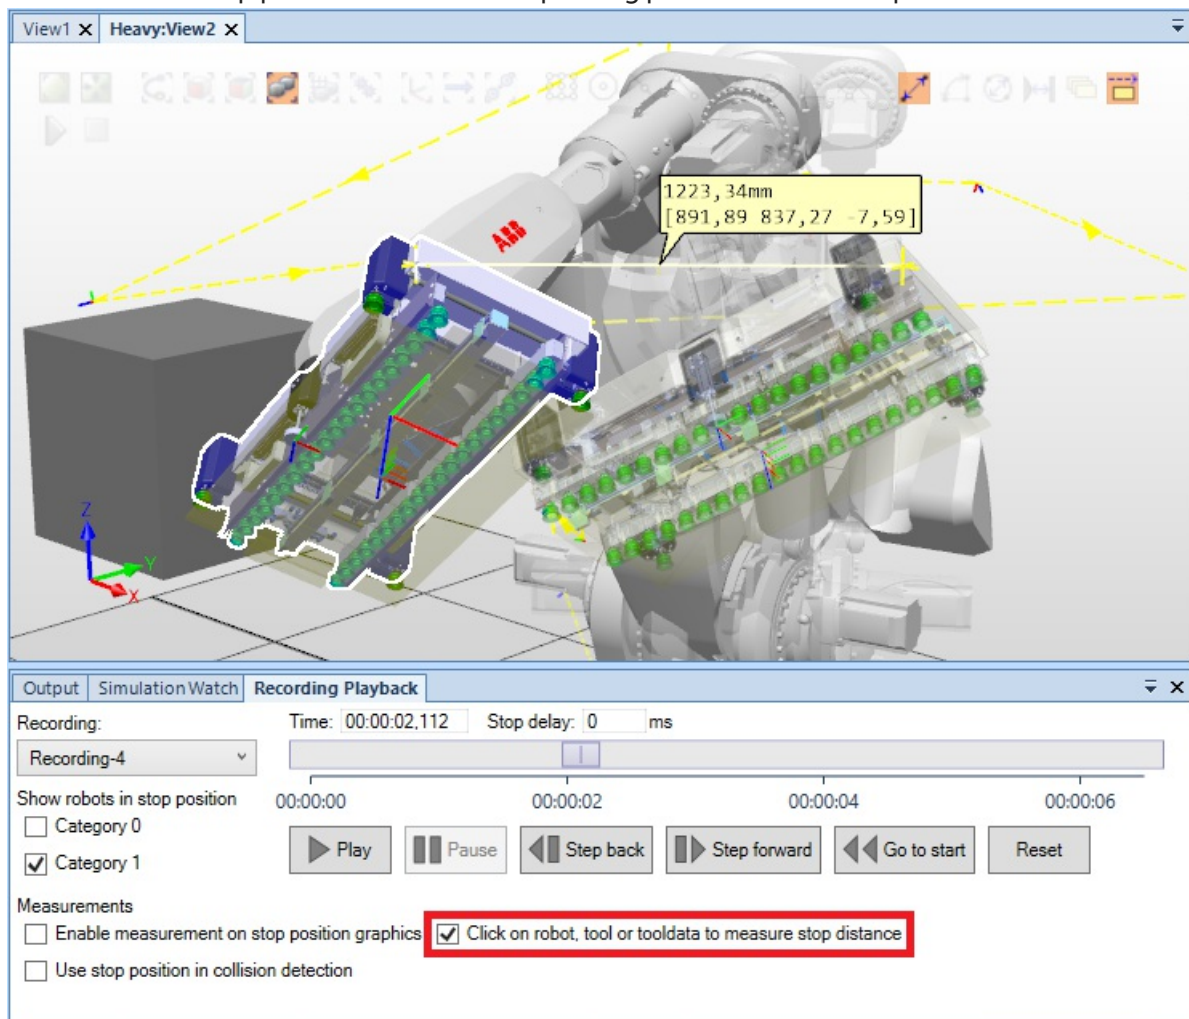 View1 Heavy:View2
1223,34mm
[891,89 837,27 -7,59]
ABB
Z
Y
X
Output Simulation Watch Recording Playback
Recording: Time: 00:00:02,112 Stop delay: 0 ms
Recording-4
Show robots in stop position 00:00:00 00:00:02 00:00:04 00:00:06
Category 0
Play Pause Step back Step forward Go to start Reset
Category 1
Measurements
Enable measurement on stop position graphics Click on robot, tool or tooldata to measure stop distance
Use stop position in collision detection